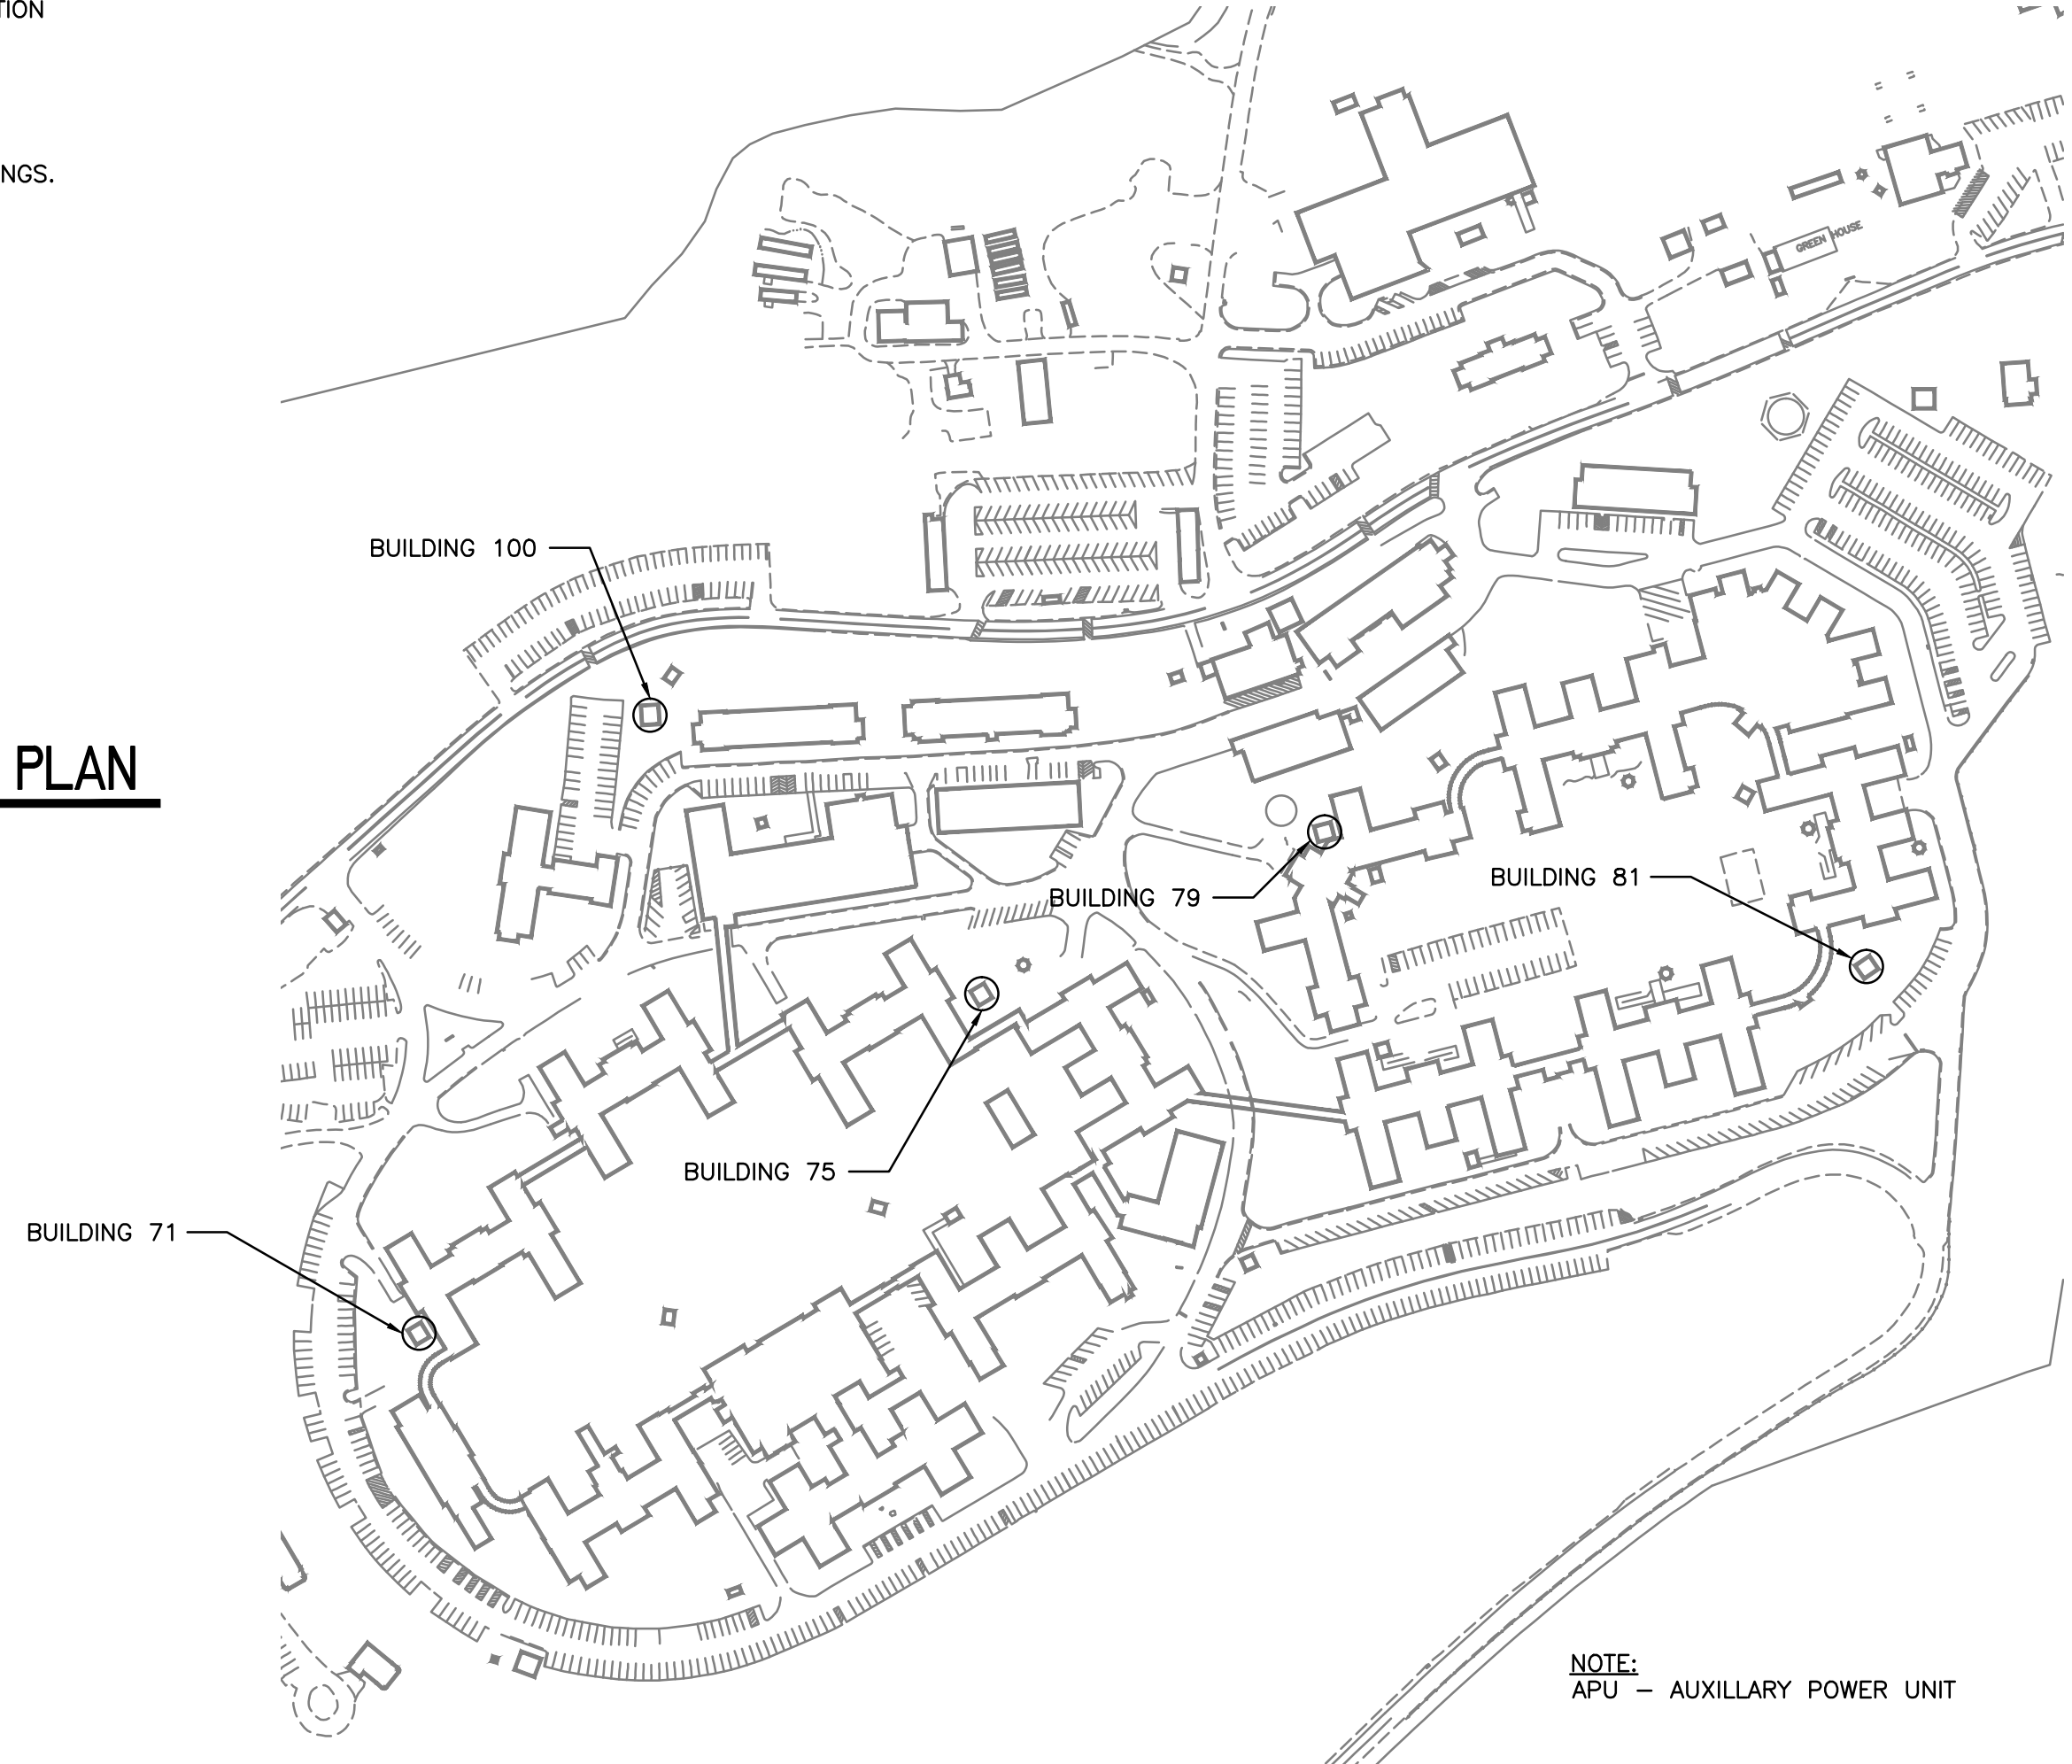 TION
NGS.
GREEN HOUSE
BUILDING 100
PLAN
BUILDING 79
BUILDING 81
BUILDING 75
BUILDING 71
NOTE:
APU – AUXILLARY POWER UNIT